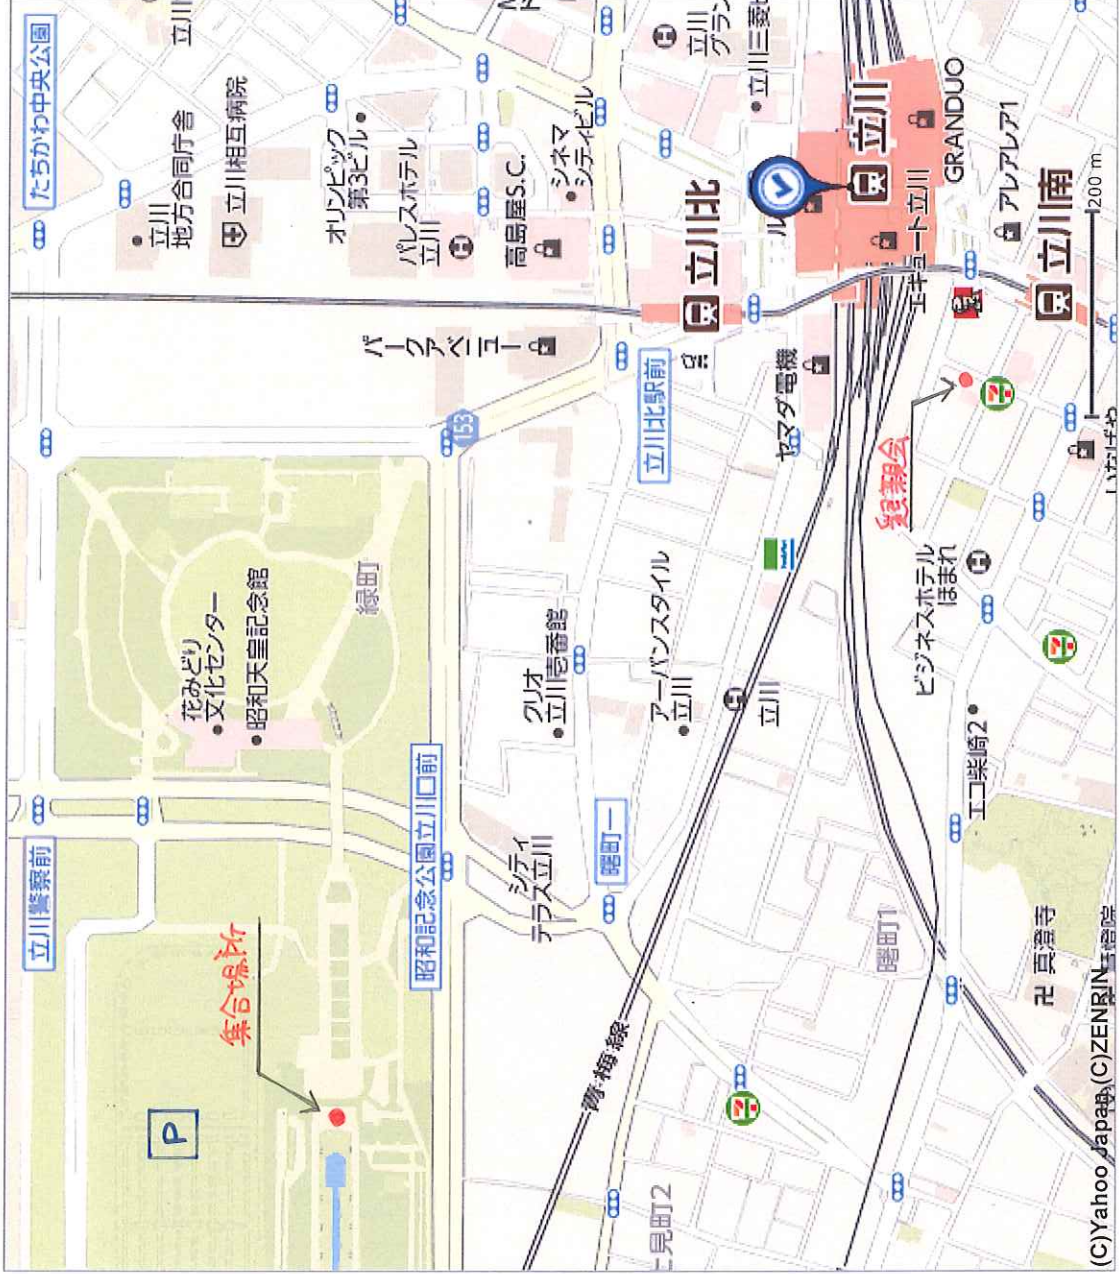 たちかわ中央公園
立川
地方合同庁舎
立川相互病院
オリンピック
第3ビル
パレスホテル
立川
高島屋S.C.
シネマ
シティビル
立川
グラン
立川三菱
立川
立川北
立川
GRANDUO
エキュート立川
アレアレア1
立川南
200 m
パークアベニュー
153
立川北駅前
ヤマダ電機
懇親会
花みどり
文化センター
昭和天皇記念館
緑町
クリオ
立川壱番館
アーバンスタイル
立川
FamilyMart
立川
ビジネスホテル
ほまれ
エコ柴崎2
立川警察前
昭和記念公園立川口前
シティ
テラス立川
曙町一
曙町1
集合場所
P
青梅線
真澄寺
いなげや
(C)Yahoo Japan,(C)ZENRIN